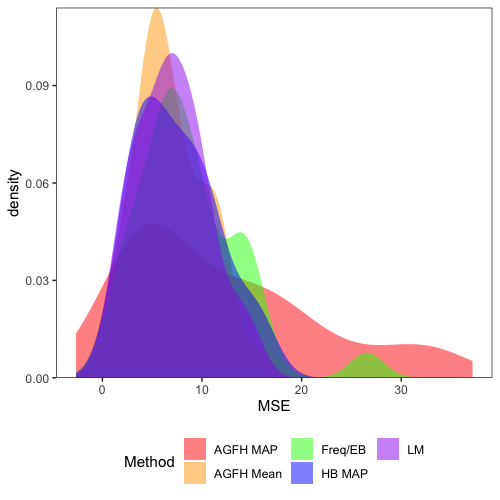 density
0.09
0.06
0.03
0.00
0 10 20 30
MSE
Method AGFH MAP Freq/EB LM
AGFH Mean HB MAP